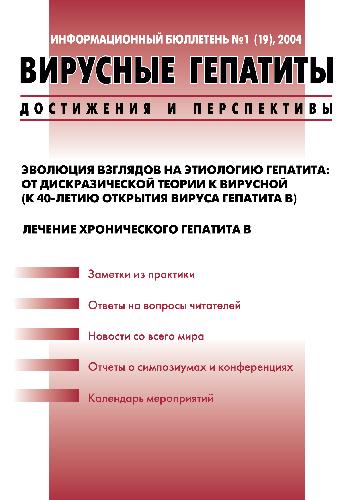 ИНФОРМАЦИОННЫЙ БЮЛЛЕТЕНЬ №1 (19), 2004
ВИРУСНЫЕ ГЕПАТИТЫ
ДОСТИЖЕНИЯ И ПЕРСПЕКТИВЫ
ЭВОЛЮЦИЯ ВЗГЛЯДОВ НА ЭТИОЛОГИЮ ГЕПАТИТА:
ОТ ДИСКРАЗИЧЕСКОЙ ТЕОРИИ К ВИРУСНОЙ
(К 40-ЛЕТИЮ ОТКРЫТИЯ ВИРУСА ГЕПАТИТА В)
ЛЕЧЕНИЕ ХРОНИЧЕСКОГО ГЕПАТИТА В
Заметки из практики
Ответы на вопросы читателей
Новости со всего мира
Отчеты о симпозиумах и конференциях
Календарь мероприятий